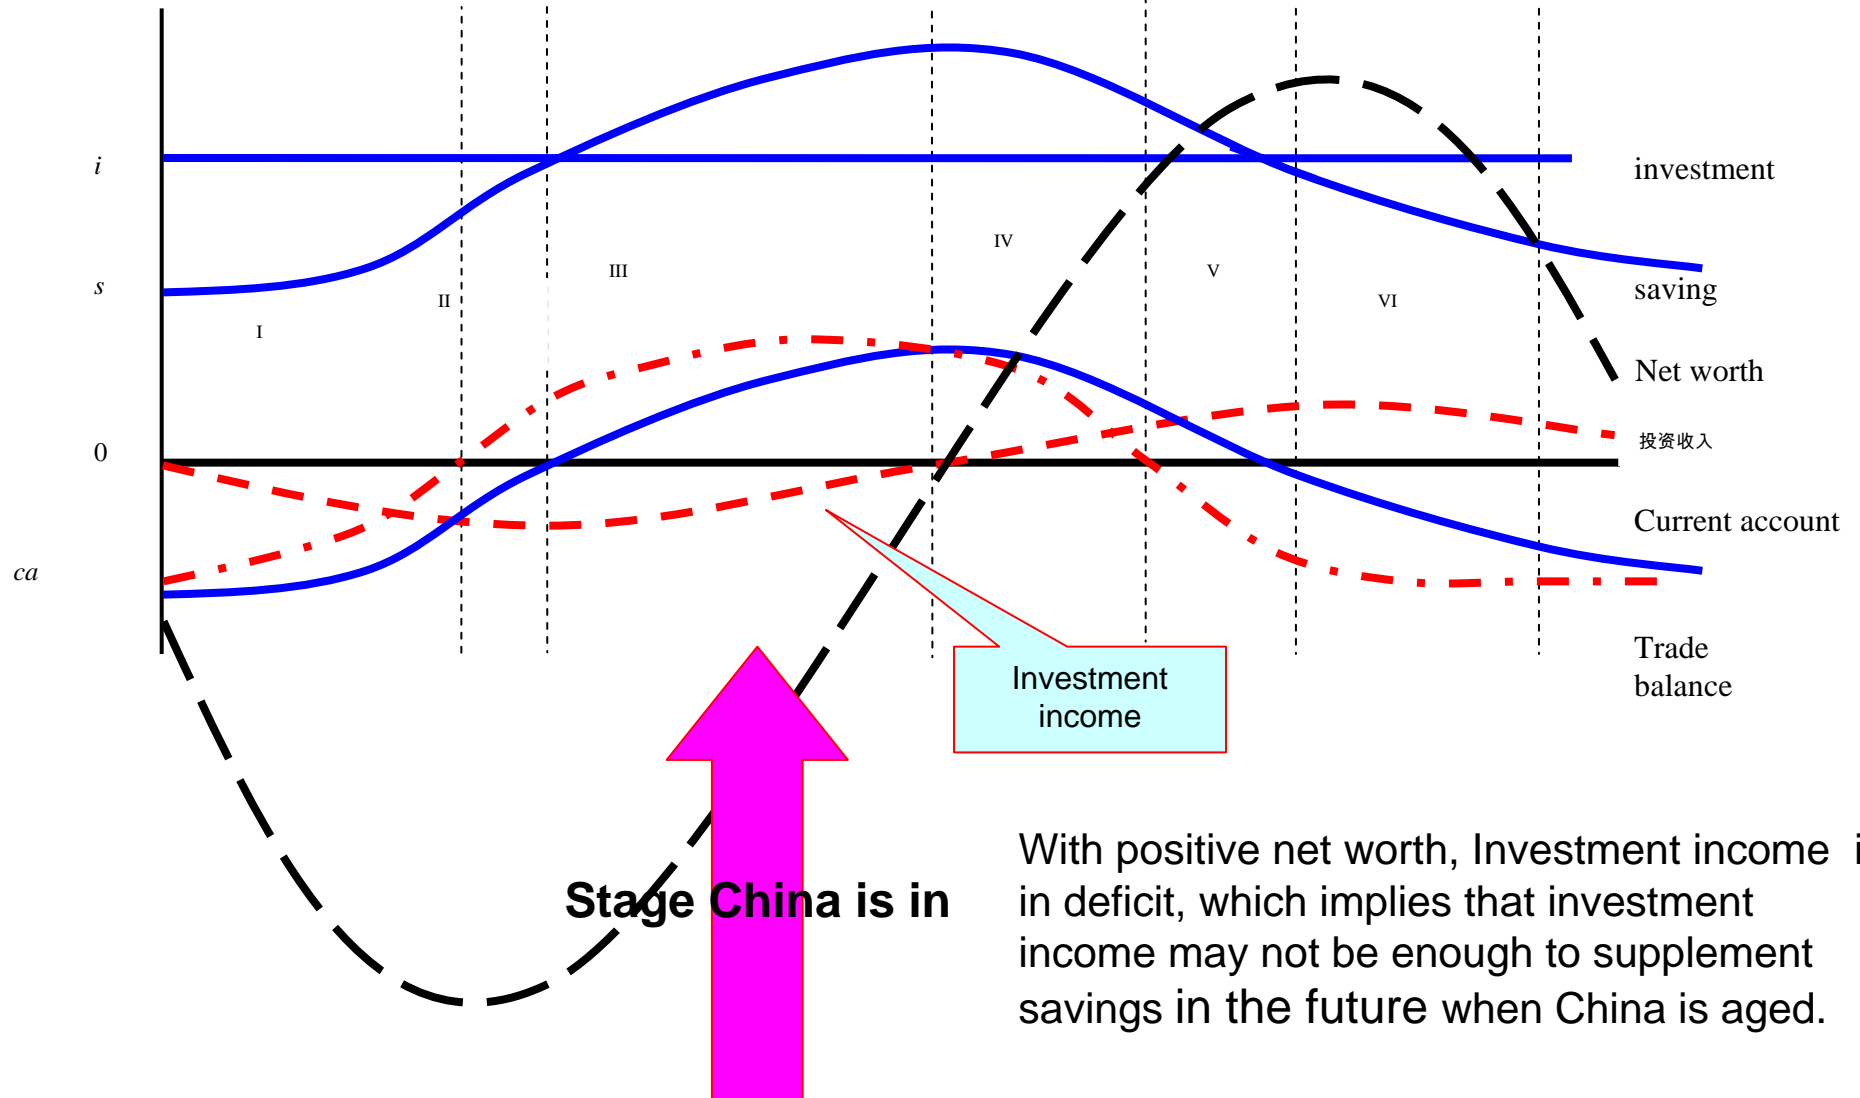 i
investment
IV
III
V
s
saving
II
VI
I
Net worth
0
投资收入
Current account
ca
Trade
balance
Investment
income
Stage China is in
With positive net worth, Investment income i
in deficit, which implies that investment
income may not be enough to supplement
savings in the future when China is aged.